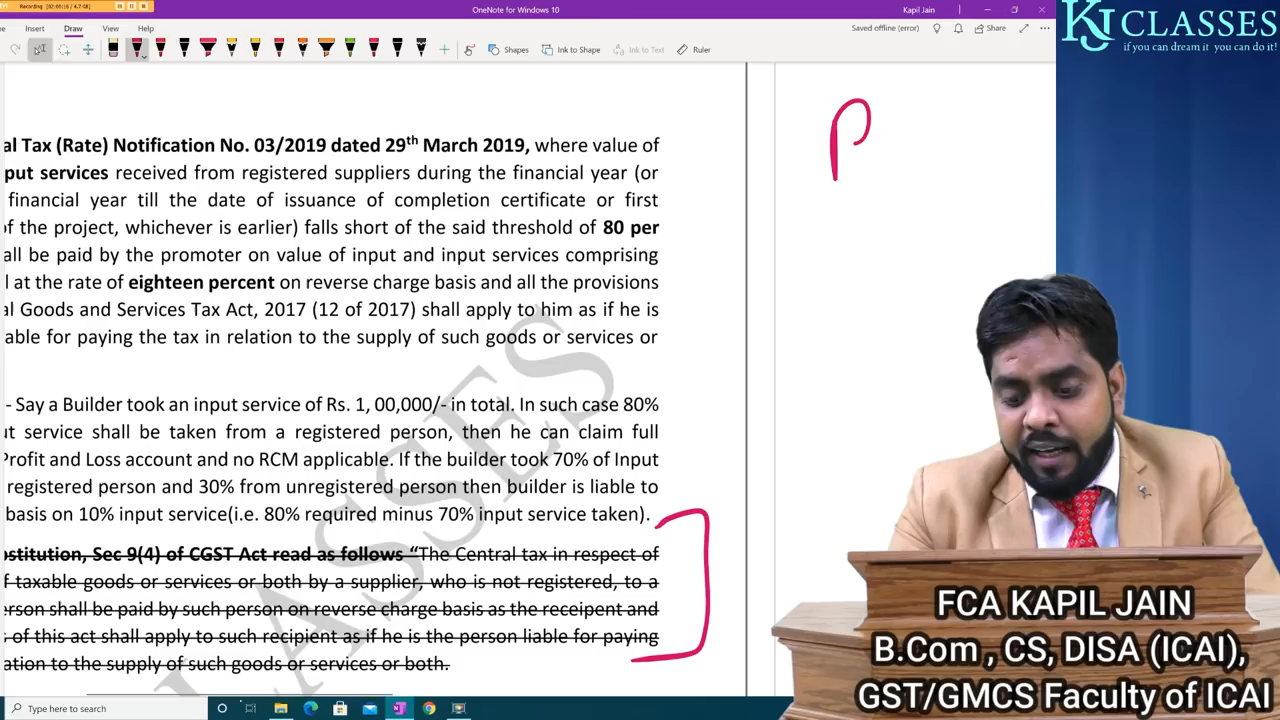 Recording
OneNote for Windows 10
Kapil Jain
Insert Draw View Help
Saved offline (error)
Share
Shapes
Ink to Shape
Ink to Text
Ruler
KJ CLASSES
if you can dream it you can do it!
P
al Tax (Rate) Notification No. 03/2019 dated 29th March 2019, where value of
put services received from registered suppliers during the financial year (or
financial year till the date of issuance of completion certificate or first
of the project, whichever is earlier) falls short of the said threshold of 80 per
all be paid by the promoter on value of input and input services comprising
l at the rate of eighteen percent on reverse charge basis and all the provisions
al Goods and Services Tax Act, 2017 (12 of 2017) shall apply to him as if he is
able for paying the tax in relation to the supply of such goods or services or
- Say a Builder took an input service of Rs. 1, 00,000/- in total. In such case 80%
ut service shall be taken from a registered person, then he can claim full
Profit and Loss account and no RCM applicable. If the builder took 70% of Input
registered person and 30% from unregistered person then builder is liable to
basis on 10% input service(i.e. 80% required minus 70% input service taken).
ostitution, Sec 9(4) of CGST Act read as follows “The Central tax in respect of
f taxable goods or services or both by a supplier, who is not registered, to a
erson shall be paid by such person on reverse charge basis as the receipent and
s of this act shall apply to such recipient as if he is the person liable for paying
ation to the supply of such goods or services or both.
LASSES
FCA KAPIL JAIN
B.Com , CS, DISA (ICAI),
GST/GMCS Faculty of ICAI
Type here to search